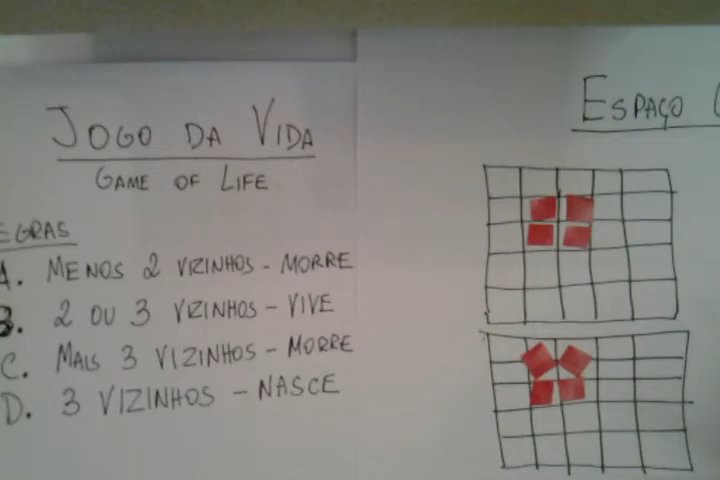 JOGO DA VIDA
GAME OF LIFE
EGRAS
A. MENOS 2 VIZINHOS - MORRE
B. 2 OU 3 VIZINHOS - VIVE
C. MAIS 3 VIZINHOS - MORRE
D. 3 VIZINHOS - NASCE
ESPAÇO